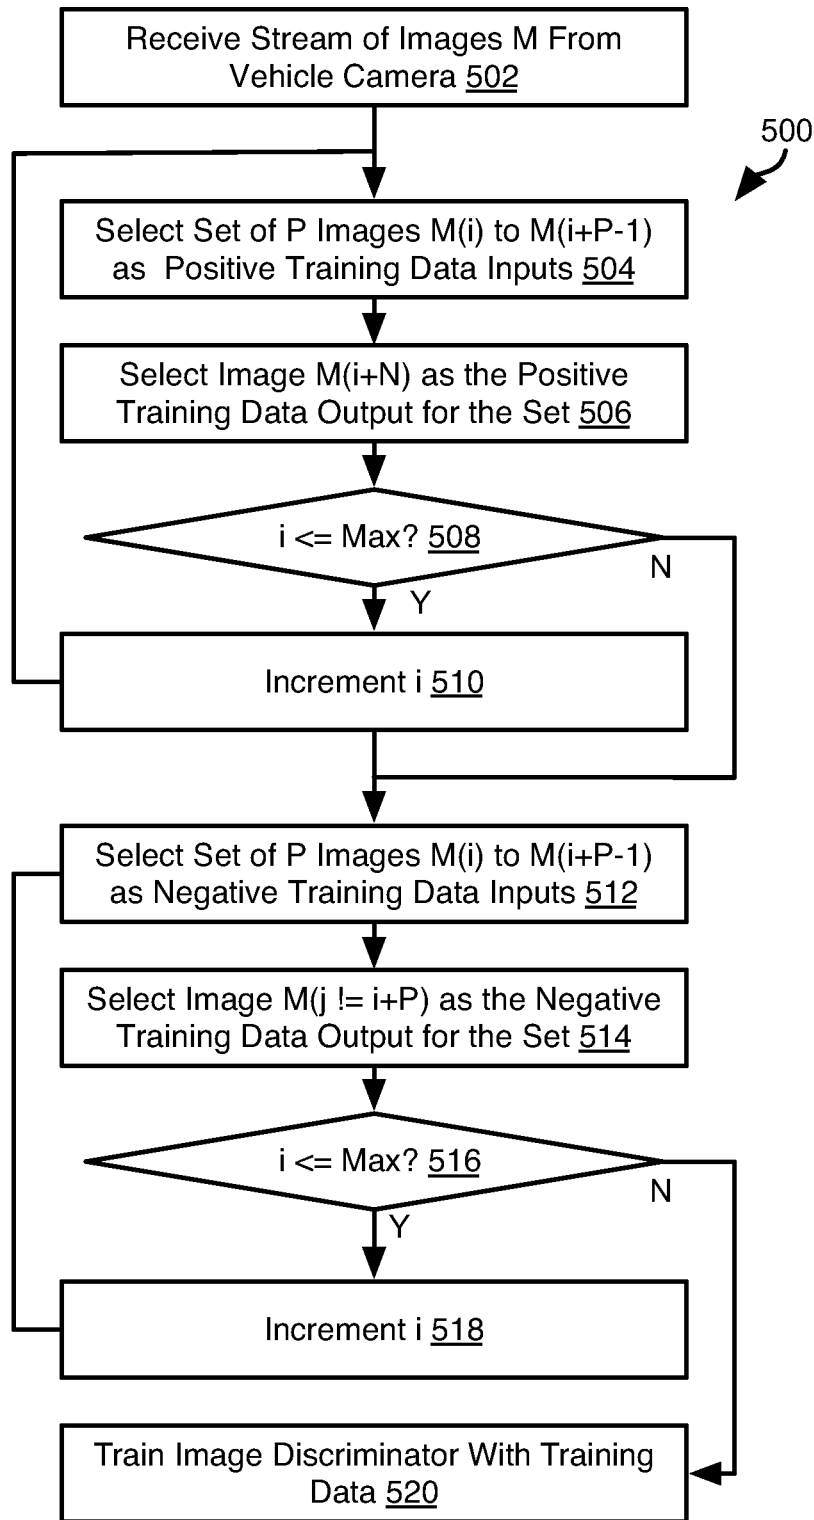 Receive Stream of Images M From
Vehicle Camera 502
500
Select Set of P Images M(i) to M(i+P-1)
as Positive Training Data Inputs 504
Select Image M(i+N) as the Positive
Training Data Output for the Set 506
i <= Max? 508
N
Y
Increment i 510
Select Set of P Images M(i) to M(i+P-1)
as Negative Training Data Inputs 512
Select Image M(j != i+P) as the Negative
Training Data Output for the Set 514
i <= Max? 516
N
Y
Increment i 518
Train Image Discriminator With Training
Data 520